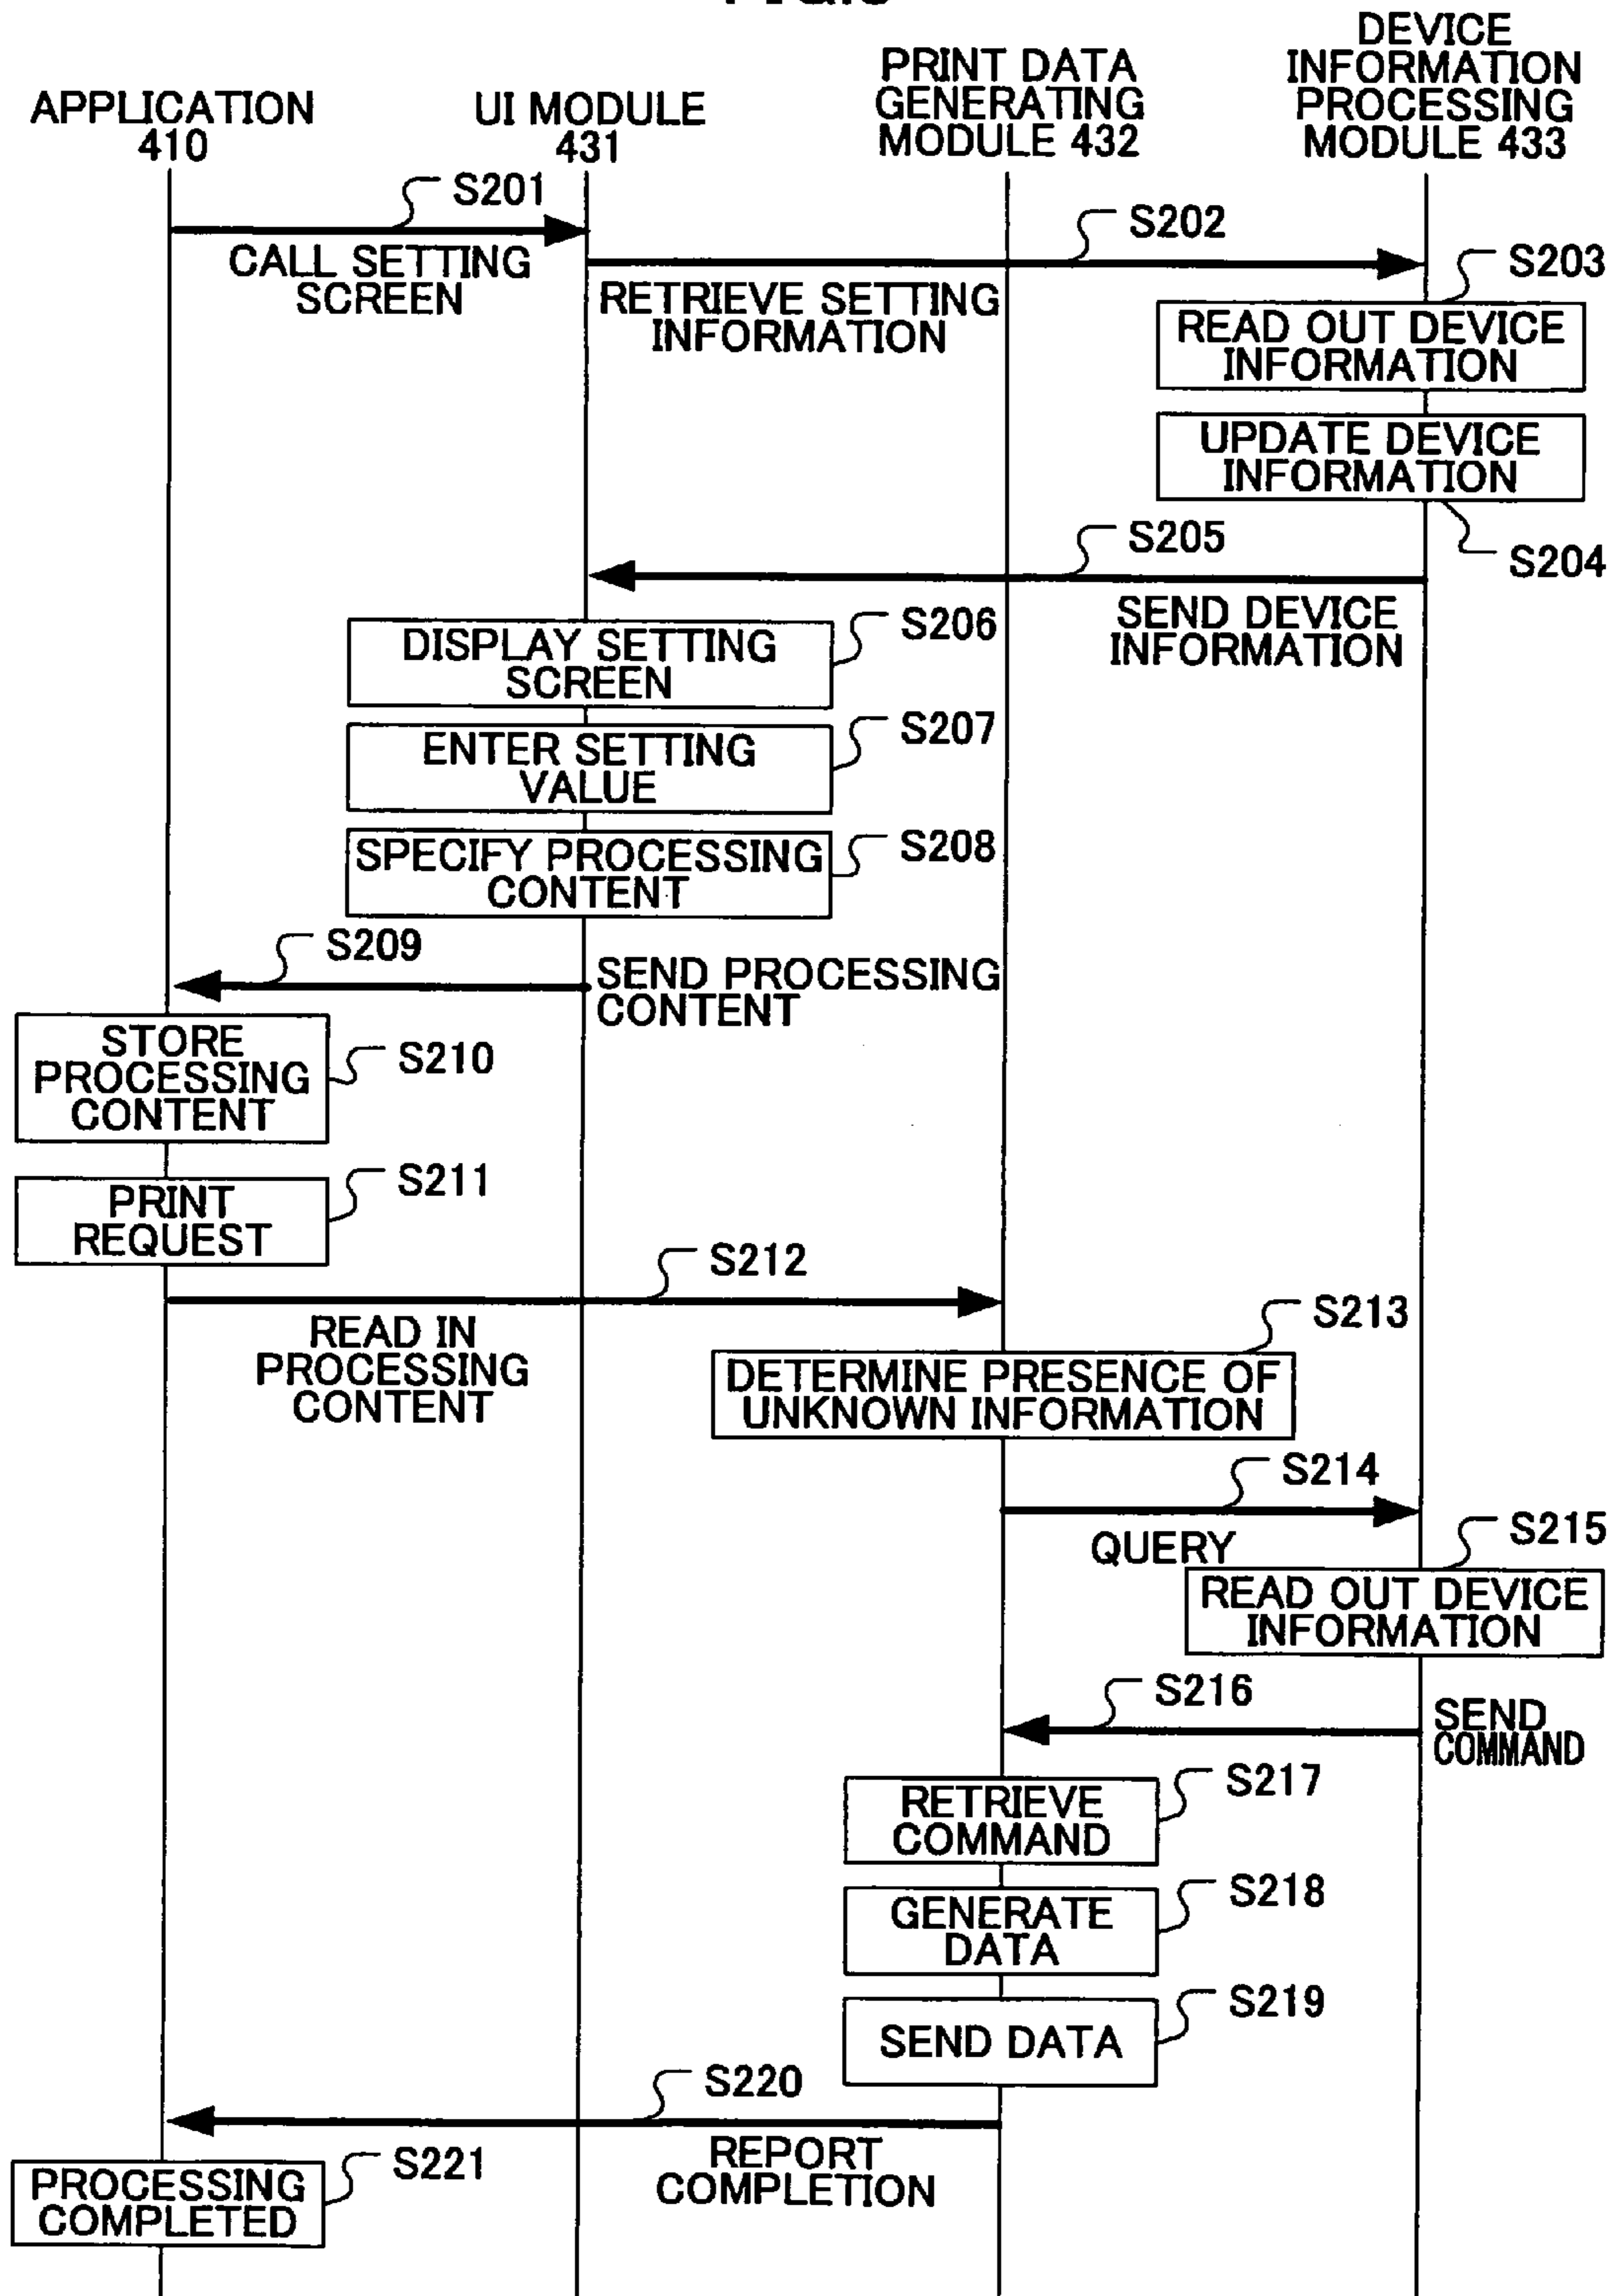 APPLICATION
410
UI MODULE
431
PRINT DATA
GENERATING
MODULE 432
DEVICE
INFORMATION
PROCESSING
MODULE 433
S201
CALL SETTING
SCREEN
S202
RETRIEVE SETTING
INFORMATION
S203
READ OUT DEVICE
INFORMATION
UPDATE DEVICE
INFORMATION
S204
S205
SEND DEVICE
INFORMATION
DISPLAY SETTING
SCREEN
S206
ENTER SETTING
VALUE
S207
SPECIFY PROCESSING
CONTENT
S208
S209
SEND PROCESSING
CONTENT
STORE
PROCESSING
CONTENT
S210
PRINT
REQUEST
S211
S212
READ IN
PROCESSING
CONTENT
S213
DETERMINE PRESENCE OF
UNKNOWN INFORMATION
S214
QUERY
S215
READ OUT DEVICE
INFORMATION
S216
SEND
COMMAND
RETRIEVE
COMMAND
S217
GENERATE
DATA
S218
SEND DATA
S219
S220
REPORT
COMPLETION
PROCESSING
COMPLETED
S221